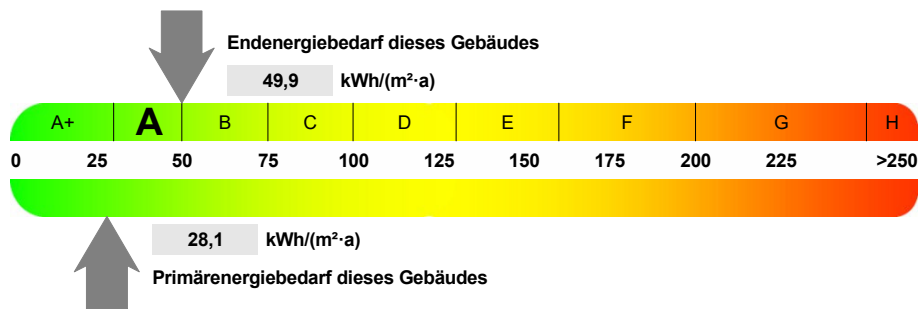 Endenergiebedarf dieses Gebäudes
49,9 kWh/(m²·a)
A+ A B C D E F G H
0 25 50 75 100 125 150 175 200 225 >250
28,1 kWh/(m²·a)
Primärenergiebedarf dieses Gebäudes